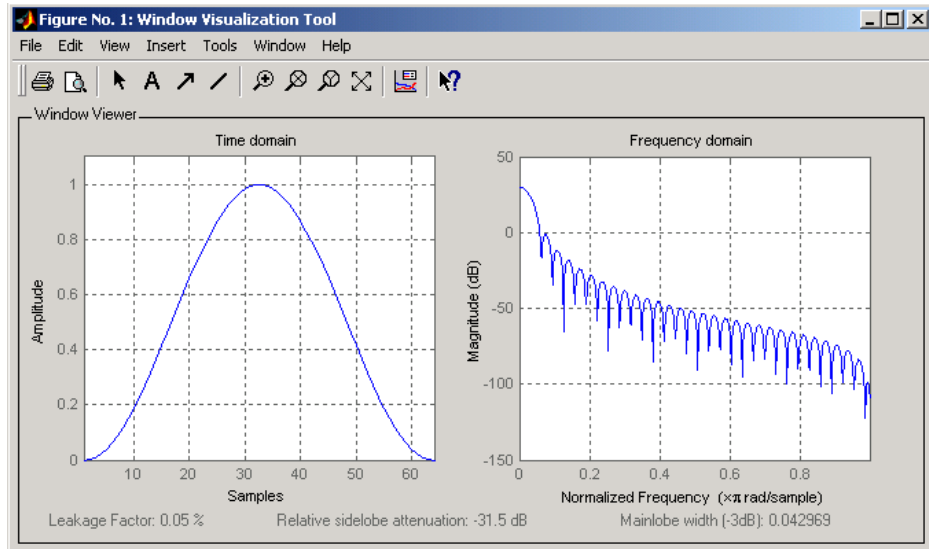 Figure No. 1: Window Visualization Tool
File Edit View Insert Tools Window Help
A
?
Window Viewer
Time domain
Amplitude
1
0.8
0.6
0.4
0.2
0
10 20 30 40 50 60
Samples
Frequency domain
Magnitude (dB)
50
0
-50
-100
-150
0 0.2 0.4 0.6 0.8
Normalized Frequency (×π rad/sample)
Leakage Factor: 0.05 % Relative sidelobe attenuation: -31.5 dB Mainlobe width (-3dB): 0.042969